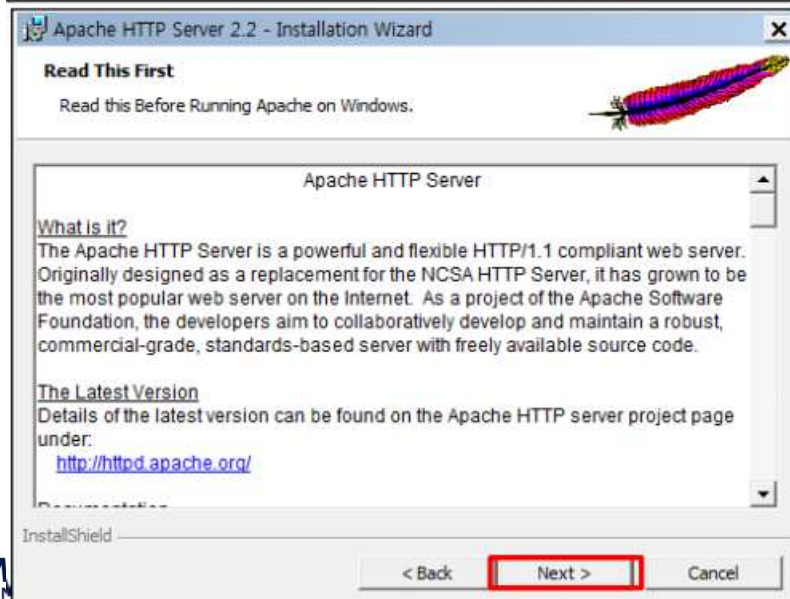 Apache HTTP Server 2.2 - Installation Wizard
Read This First
Read this Before Running Apache on Windows.
Apache HTTP Server
What is it?
The Apache HTTP Server is a powerful and flexible HTTP/1.1 compliant web server.
Originally designed as a replacement for the NCSA HTTP Server, it has grown to be
the most popular web server on the Internet. As a project of the Apache Software
Foundation, the developers aim to collaboratively develop and maintain a robust,
commercial-grade, standards-based server with freely available source code.
The Latest Version
Details of the latest version can be found on the Apache HTTP server project page
under:
http://httpd.apache.org/
InstallShield
< Back Next > Cancel